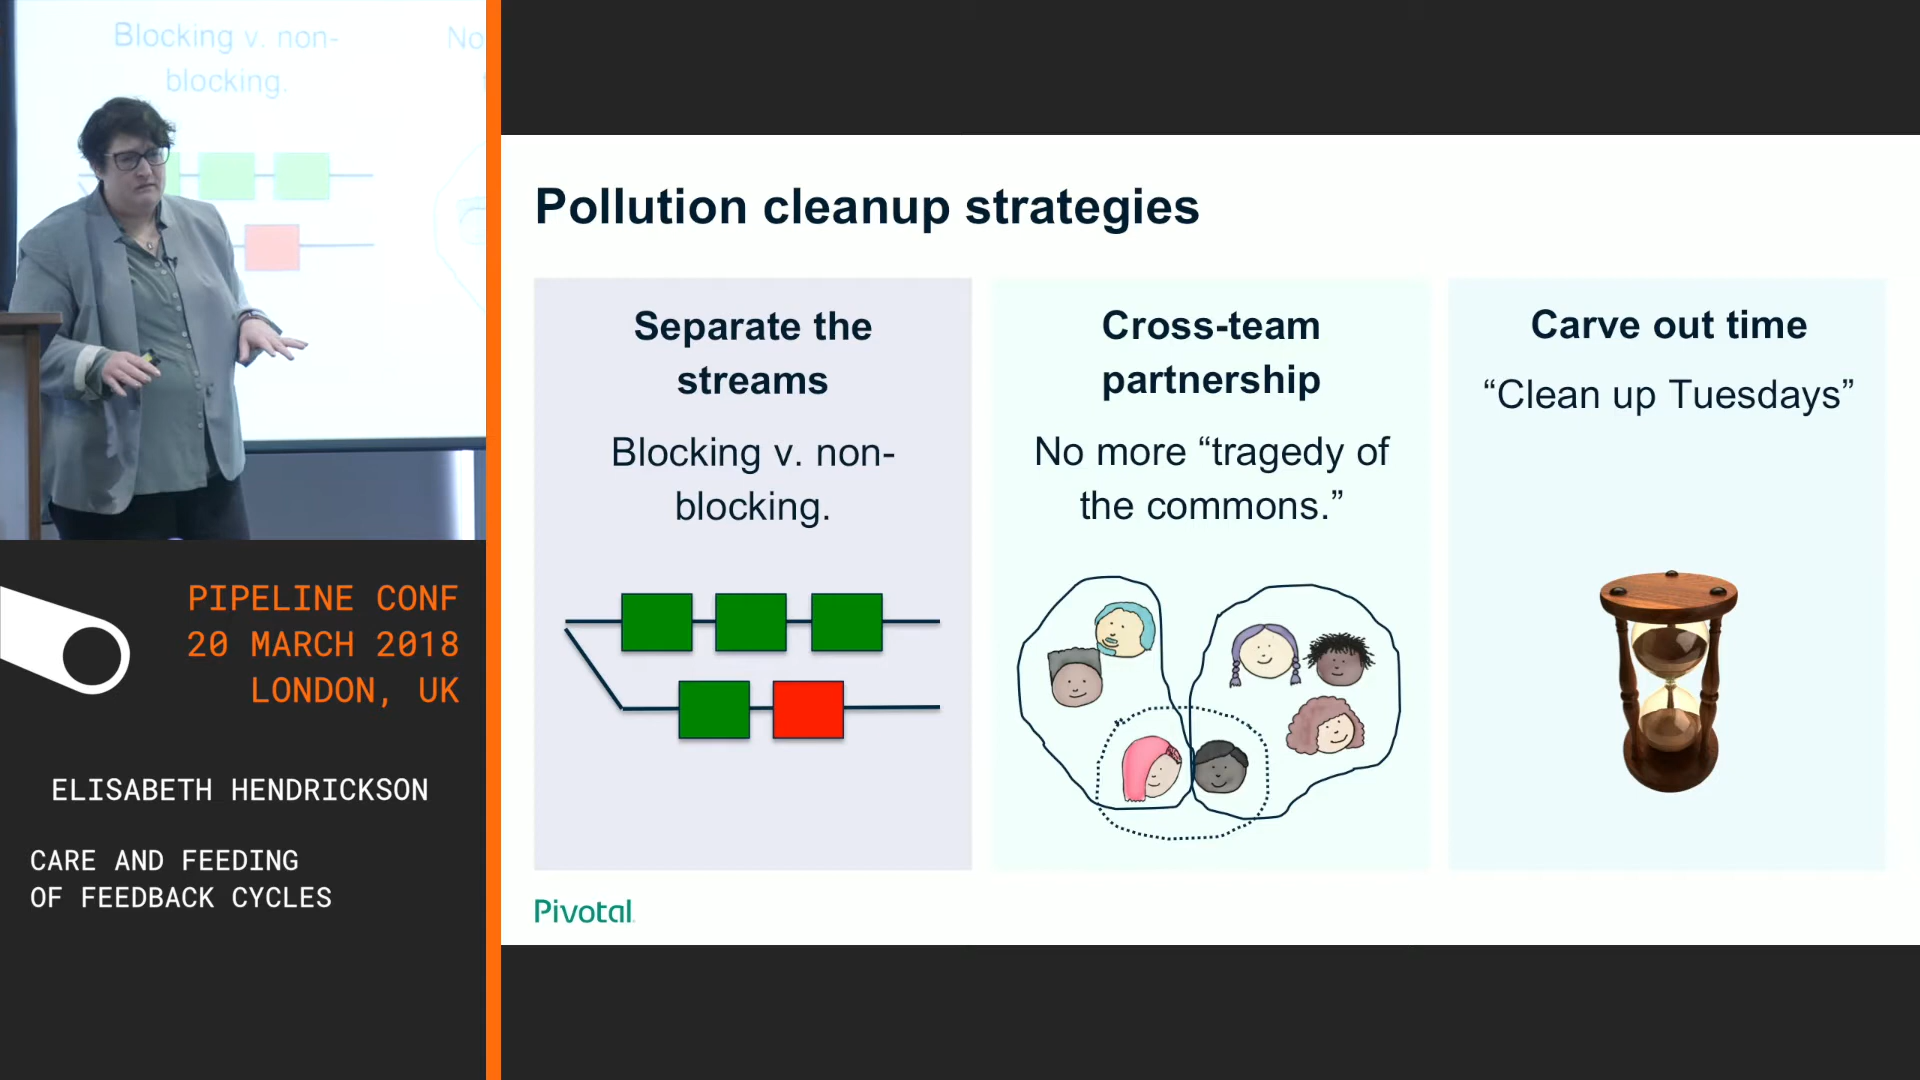 Blocking v. non-
blocking.
No
PIPELINE CONF
20 MARCH 2018
LONDON, UK
ELISABETH HENDRICKSON
CARE AND FEEDING
OF FEEDBACK CYCLES
Pollution cleanup strategies
Separate the
streams
Blocking v. non-
blocking.
Cross-team
partnership
No more “tragedy of
the commons.”
Carve out time
“Clean up Tuesdays”
Pivotal